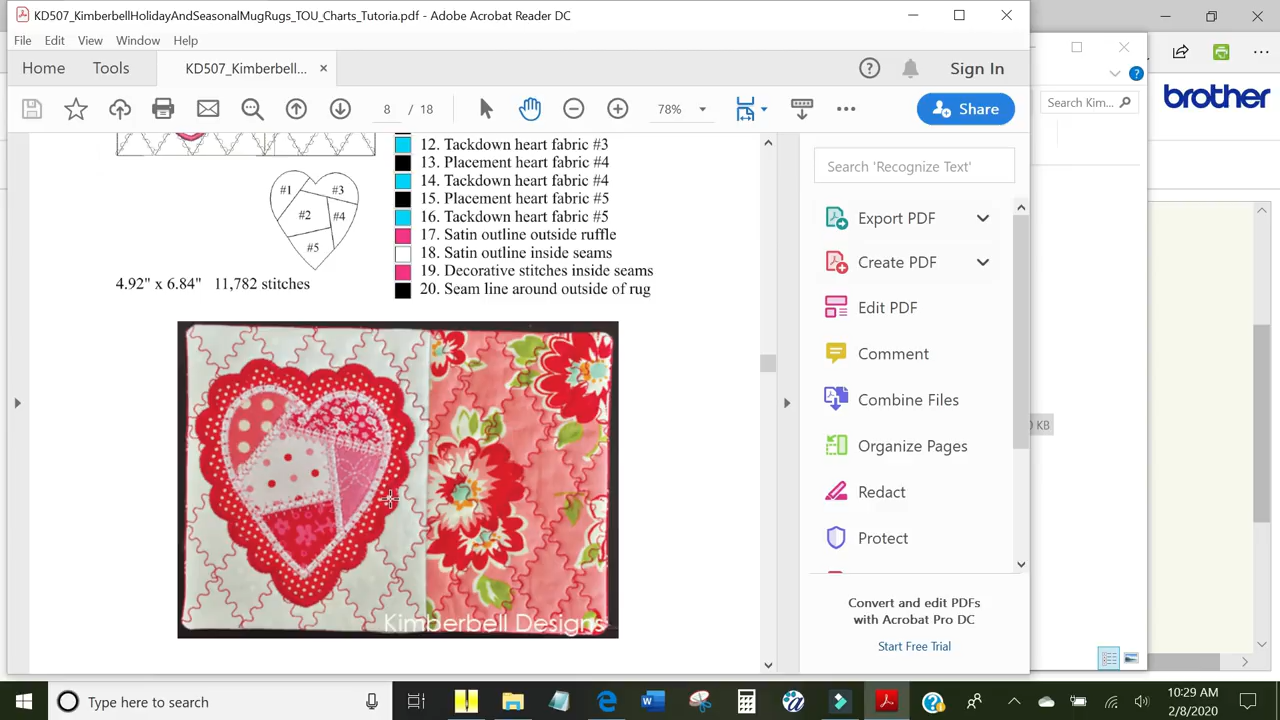 KD507_KimberbellHolidayAndSeasonalMugRugs_TOU_Charts_Tutoria.pdf - Adobe Acrobat Reader DC
File Edit View Window Help
Home Tools KD507_Kimberbell... Sign In
8 / 18 78% Share
Search Kim...
brother
12. Tackdown heart fabric #3
13. Placement heart fabric #4
14. Tackdown heart fabric #4
15. Placement heart fabric #5
16. Tackdown heart fabric #5
17. Satin outline outside ruffle
18. Satin outline inside seams
19. Decorative stitches inside seams
20. Seam line around outside of rug
#1 #3
#2 #4
#5
4.92" x 6.84" 11,782 stitches
Kimberbell Designs
Search 'Recognize Text'
Export PDF
Create PDF
Edit PDF
Comment
Combine Files
Organize Pages
Redact
Protect
Convert and edit PDFs
with Acrobat Pro DC
Start Free Trial
0 KB
Type here to search
10:29 AM
2/8/2020